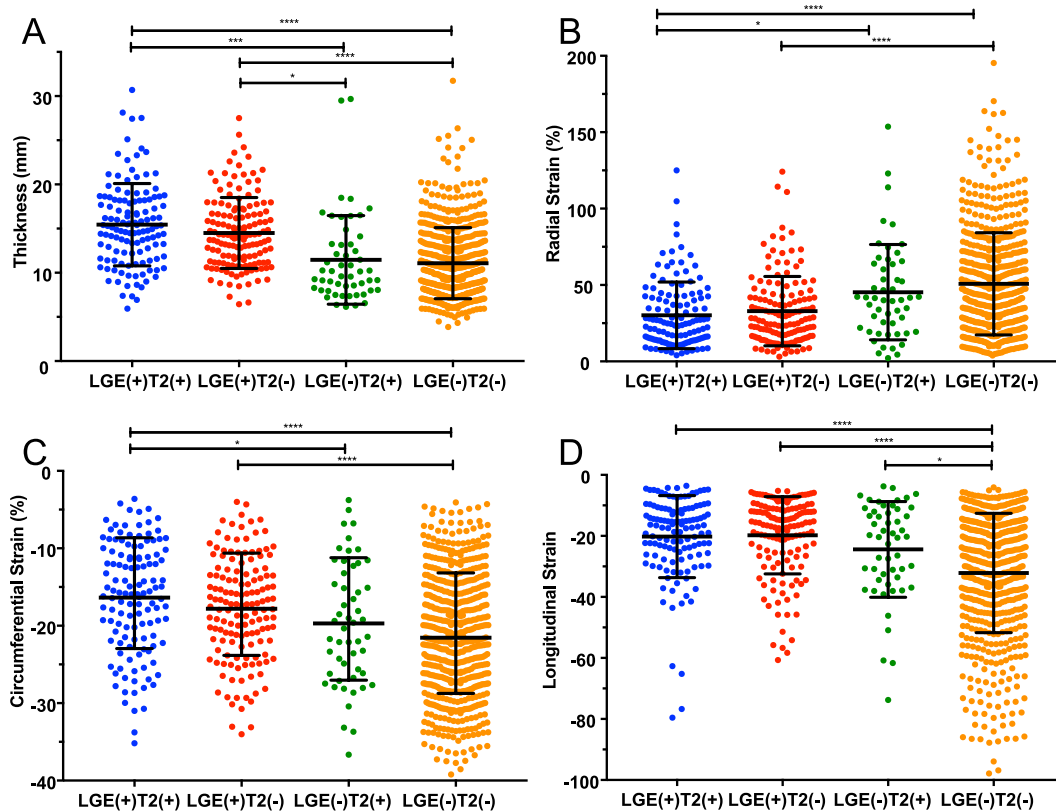 A
****
***
****
*
Thickness (mm)
30
20
10
0
LGE(+)T2(+) LGE(+)T2(-) LGE(-)T2(+) LGE(-)T2(-)
B
****
*
****
Radial Strain (%)
200
150
100
50
0
LGE(+)T2(+) LGE(+)T2(-) LGE(-)T2(+) LGE(-)T2(-)
C
****
*
****
Circumferential Strain (%)
0
-10
-20
-30
-40
LGE(+)T2(+) LGE(+)T2(-) LGE(-)T2(+) LGE(-)T2(-)
D
****
****
*
Longitudinal Strain
0
-20
-40
-60
-80
-100
LGE(+)T2(+) LGE(+)T2(-) LGE(-)T2(+) LGE(-)T2(-)